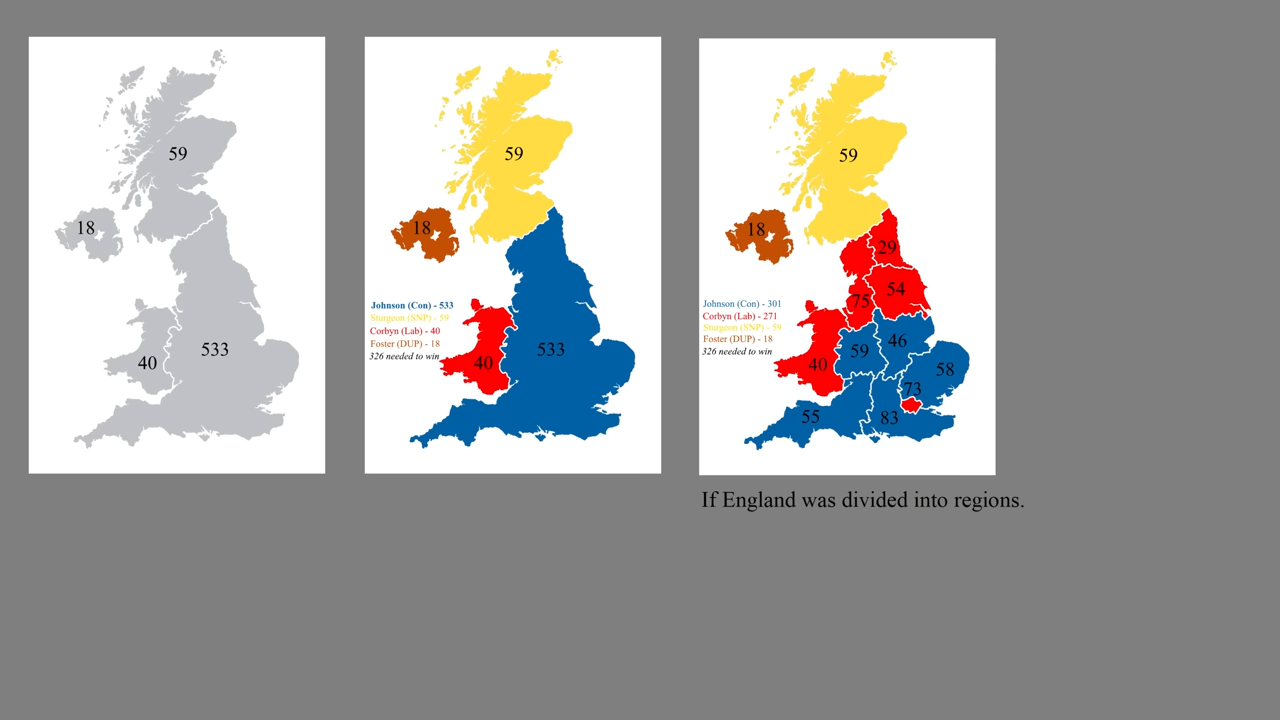 59
18
40
533
59
18
Johnson (Con) - 533
Sturgeon (SNP) - 59
Corbyn (Lab) - 40
Foster (DUP) - 18
326 needed to win
40
533
59
18
29
54
75
Johnson (Con) - 301
Corbyn (Lab) - 271
Sturgeon (SNP) - 59
Foster (DUP) - 18
326 needed to win
40
59
46
58
73
55
83
If England was divided into regions.